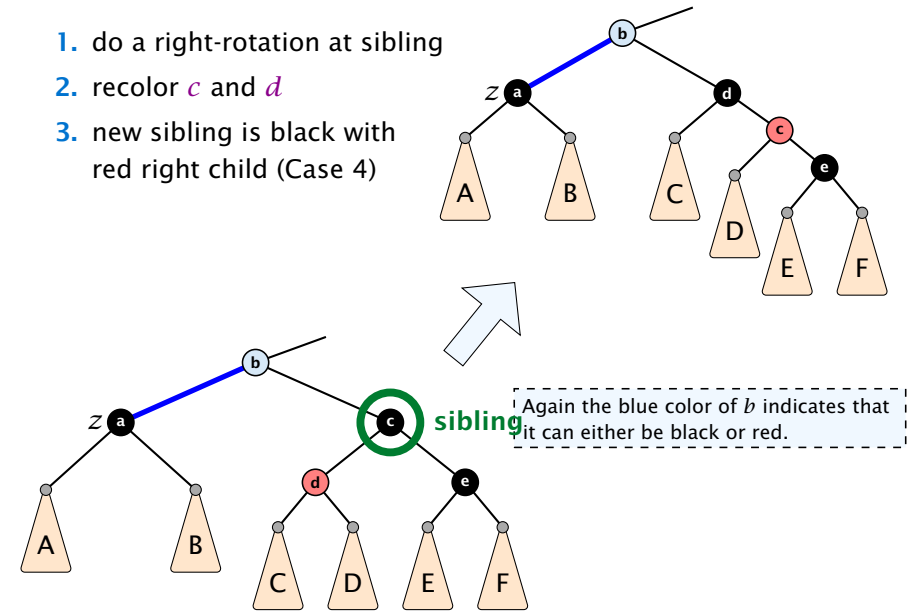 1. do a right-rotation at sibling
2. recolor c and d
3. new sibling is black with
red right child (Case 4)
b
z a
d
c
e
A
B
C
D
E
F
b
z a
c
sibling
Again the blue color of b indicates that
it can either be black or red.
d
e
A
B
C
D
E
F